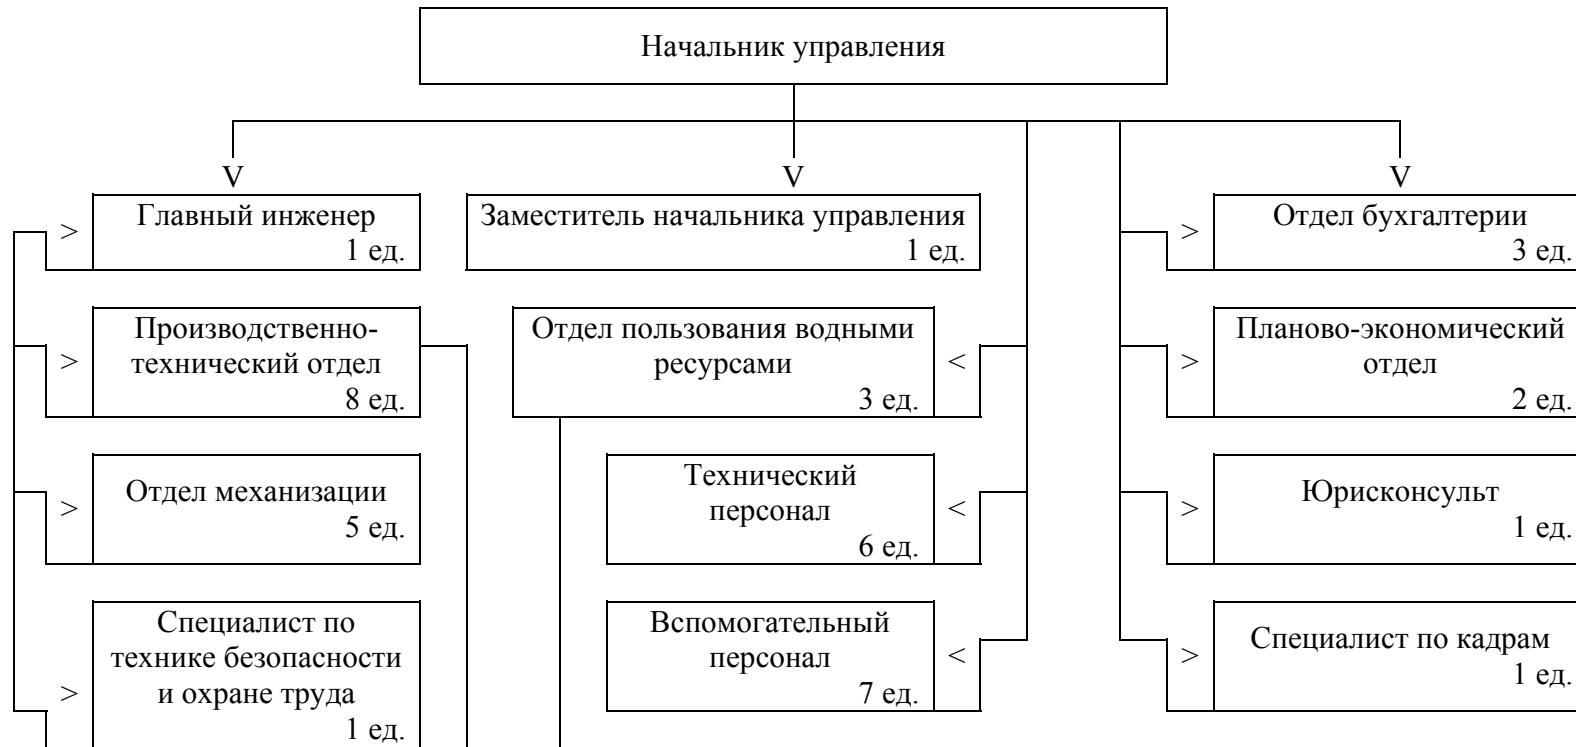 Начальник управления
V
V
V
>
Главный инженер
1 ед.
Заместитель начальника управления
1 ед.
>
Отдел бухгалтерии
3 ед.
>
Производственно-
технический отдел
8 ед.
Отдел пользования водными
ресурсами
3 ед.
<
>
Планово-экономический
отдел
2 ед.
>
Отдел механизации
5 ед.
Технический
персонал
6 ед.
<
>
Юрисконсульт
1 ед.
>
Специалист по
технике безопасности
и охране труда
1 ед.
Вспомогательный
персонал
7 ед.
<
>
Специалист по кадрам
1 ед.